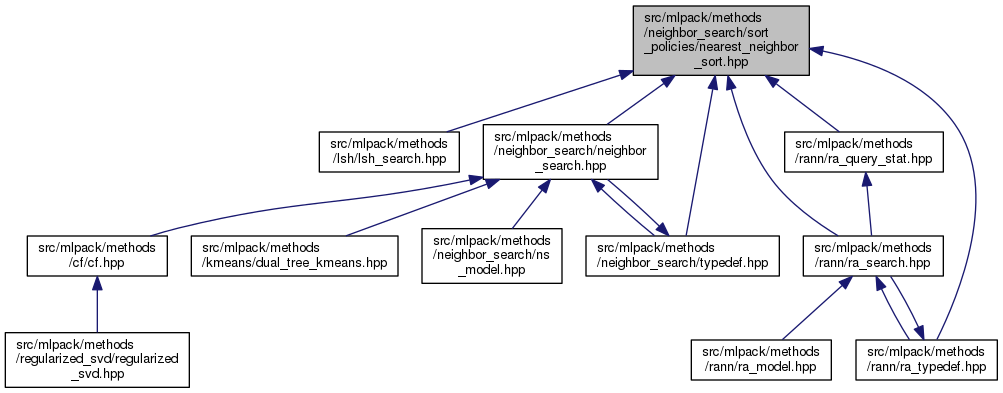 src/mlpack/methods
/neighbor_search/sort
_policies/nearest_neighbor
_sort.hpp
src/mlpack/methods
/lsh/lsh_search.hpp
src/mlpack/methods
/neighbor_search/neighbor
_search.hpp
src/mlpack/methods
/rann/ra_query_stat.hpp
src/mlpack/methods
/cf/cf.hpp
src/mlpack/methods
/kmeans/dual_tree_kmeans.hpp
src/mlpack/methods
/neighbor_search/ns
_model.hpp
src/mlpack/methods
/neighbor_search/typedef.hpp
src/mlpack/methods
/rann/ra_search.hpp
src/mlpack/methods
/regularized_svd/regularized
_svd.hpp
src/mlpack/methods
/rann/ra_model.hpp
src/mlpack/methods
/rann/ra_typedef.hpp